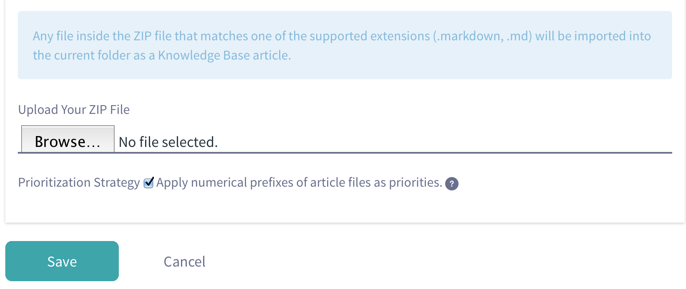 Any file inside the ZIP file that matches one of the supported extensions (.markdown, .md) will be imported into
the current folder as a Knowledge Base article.
Upload Your ZIP File
Browse... No file selected.
Prioritization Strategy Apply numerical prefixes of article files as priorities. ?
Save Cancel